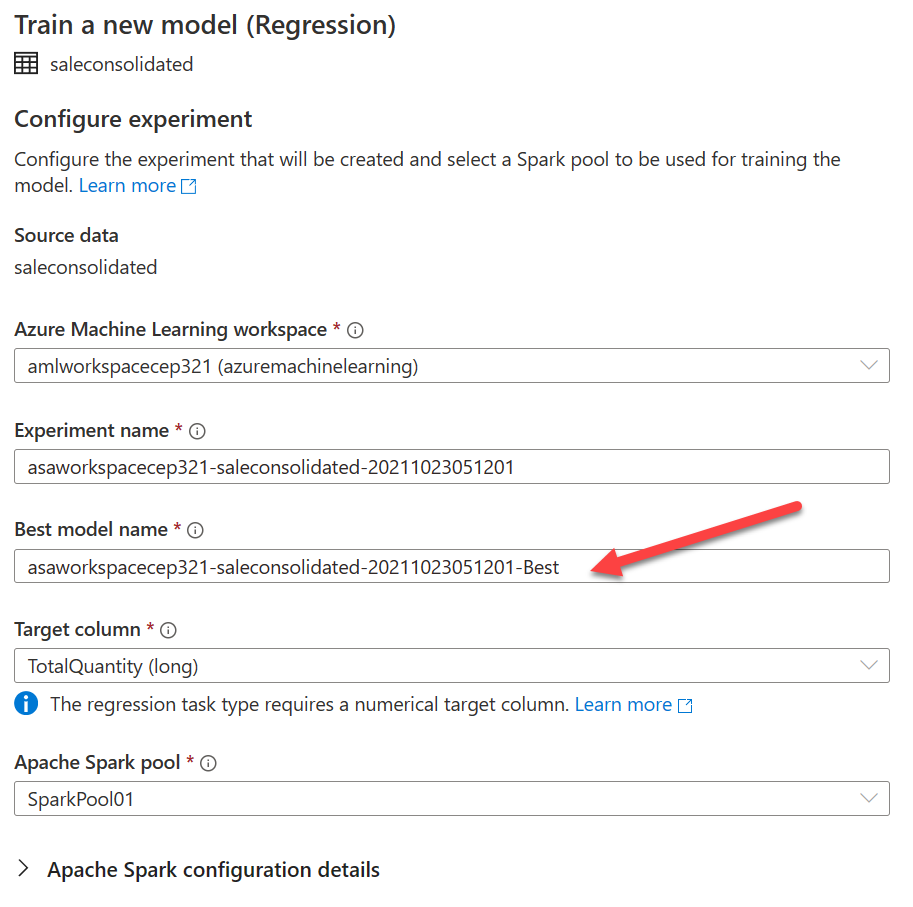 Train a new model (Regression)
saleconsolidated
Configure experiment
Configure the experiment that will be created and select a Spark pool to be used for training the
model. Learn more
Source data
saleconsolidated
Azure Machine Learning workspace *
amlworkspacecep321 (azuremachinelearning)
Experiment name *
asaworkspacecep321-saleconsolidated-20211023051201
Best model name *
asaworkspacecep321-saleconsolidated-20211023051201-Best
Target column *
TotalQuantity (long)
The regression task type requires a numerical target column. Learn more
Apache Spark pool *
SparkPool01
Apache Spark configuration details